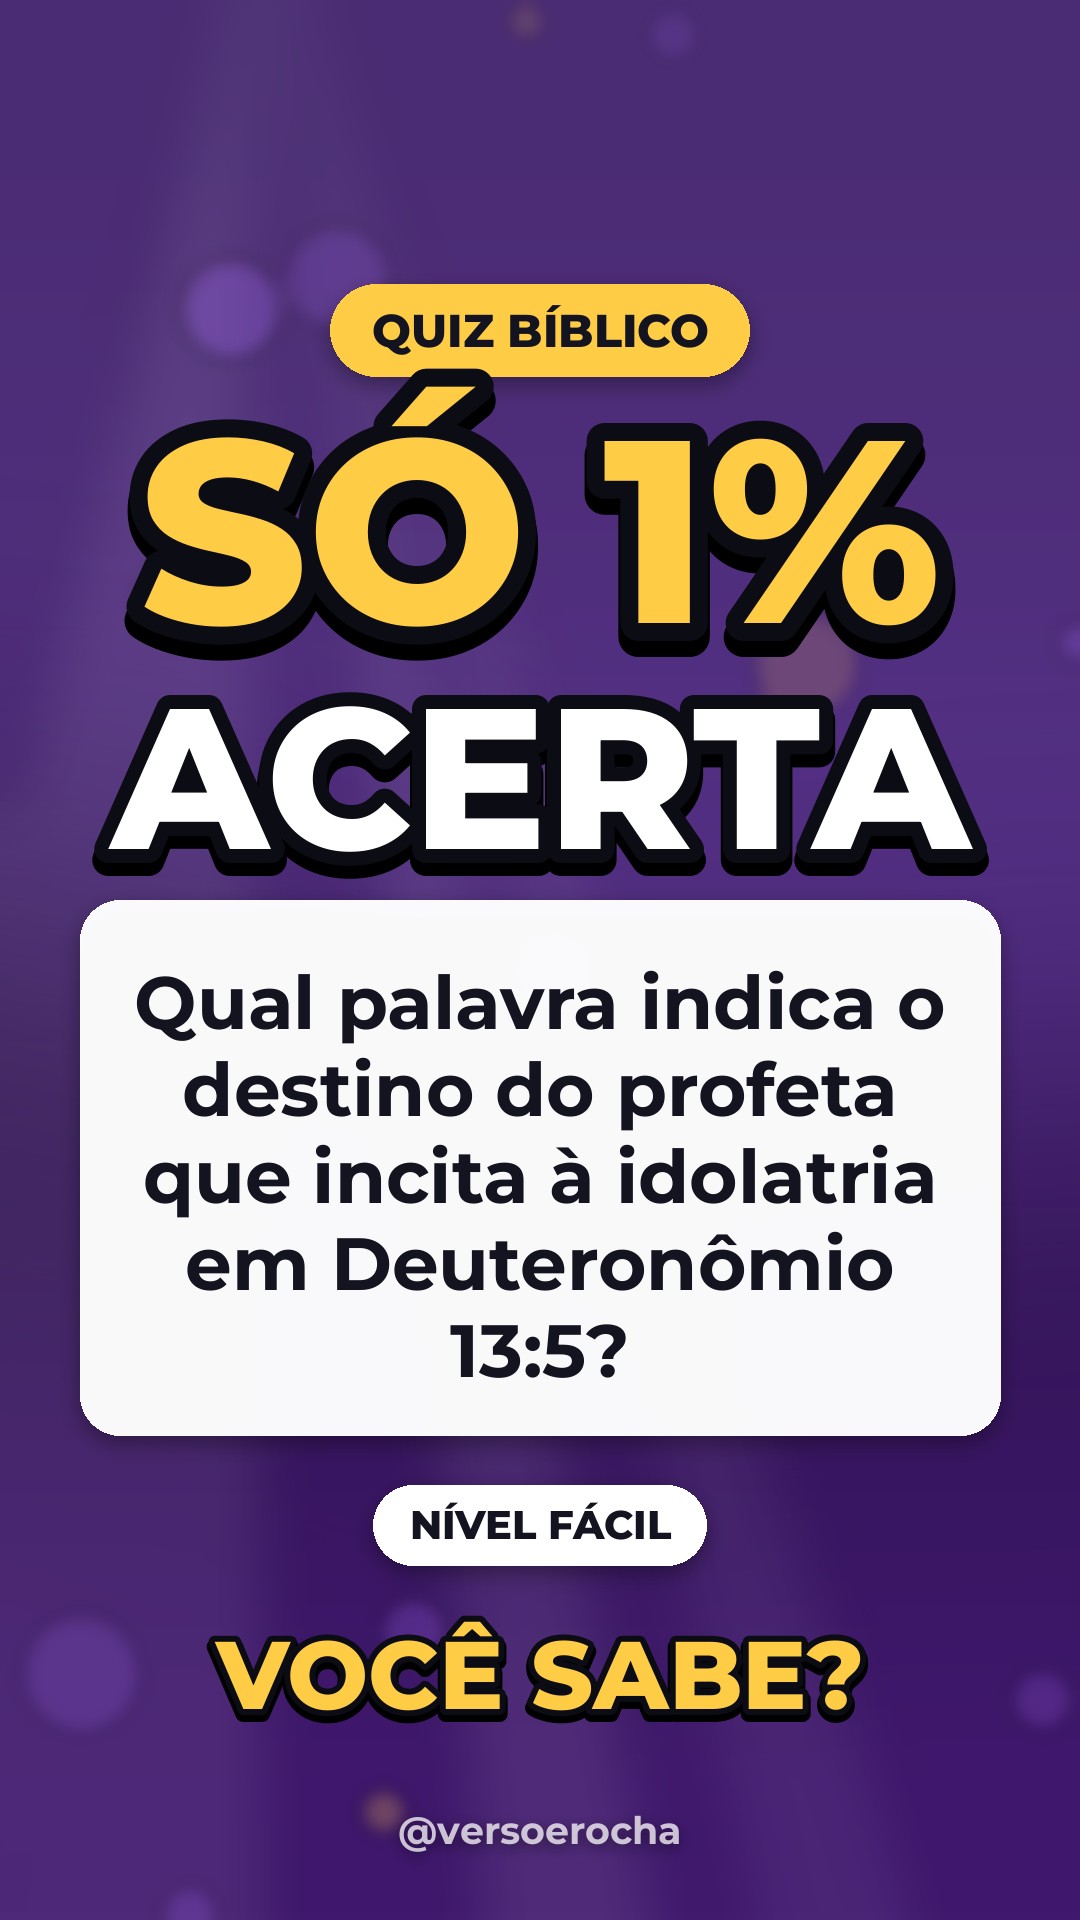 QUIZ BÍBLICO
SÓ 1%
ACERTA
Qual palavra indica o
destino do profeta
que incita à idolatria
em Deuteronômio
13:5?
NÍVEL FÁCIL
VOCÊ SABE?
@versoerocha